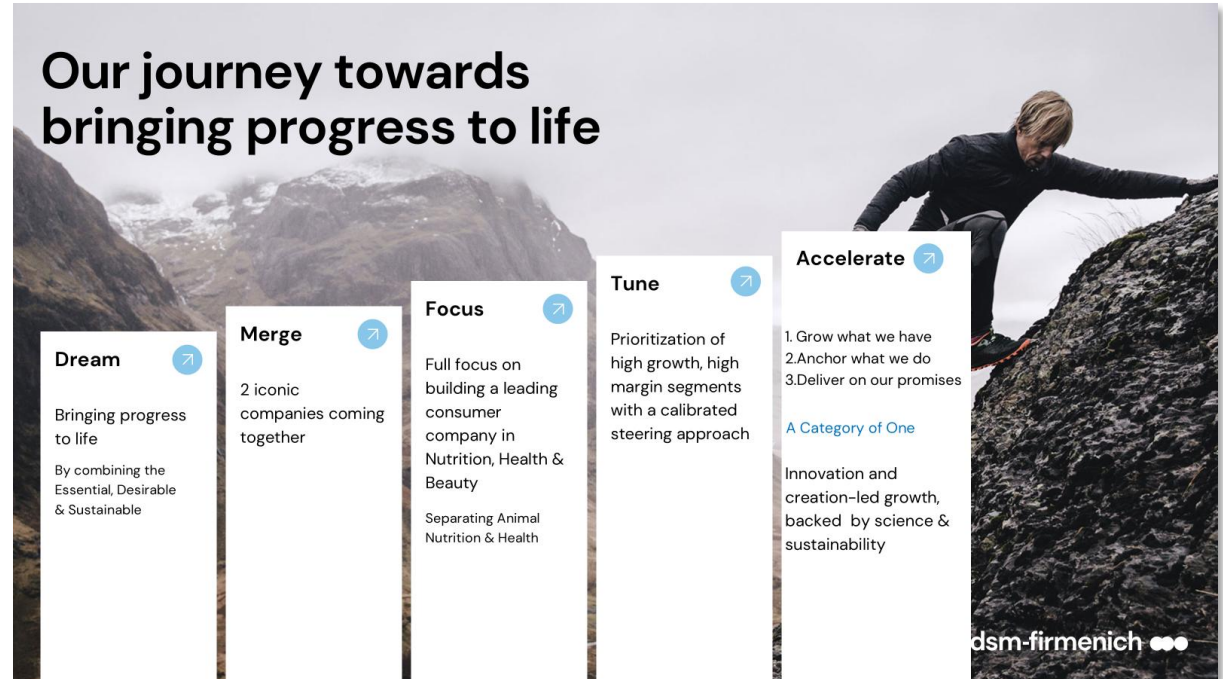 Our journey towards
bringing progress to life
Dream
Bringing progress
to life
By combining the
Essential, Desirable
& Sustainable
Merge
2 iconic
companies coming
together
Focus
Full focus on
building a leading
consumer
company in
Nutrition, Health &
Beauty
Separating Animal
Nutrition & Health
Tune
Prioritization of
high growth, high
margin segments
with a calibrated
steering approach
Accelerate
1. Grow what we have
2.Anchor what we do
3.Deliver on our promises
A Category of One
Innovation and
creation-led growth,
backed  by science &
sustainability
dsm-firmenich